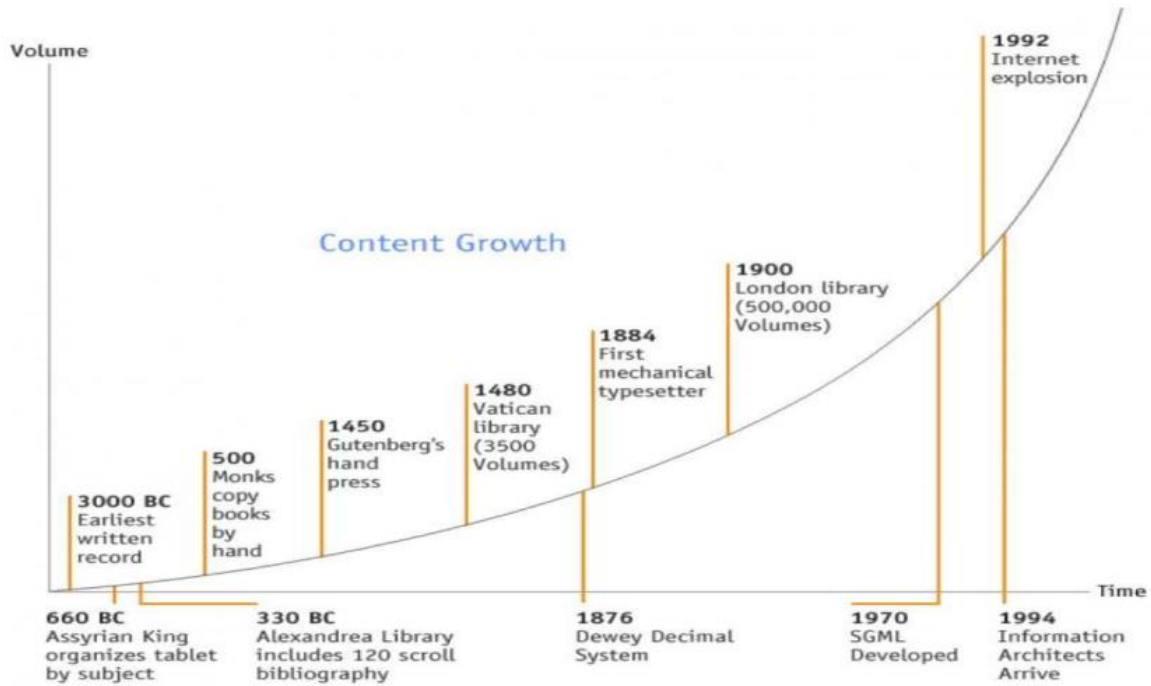 Volume
1992
Internet
explosion
Content Growth
1900
London library
(500,000
Volumes)
1884
First
mechanical
typesetter
1480
Vatican
library
(3500
Volumes)
1450
Gutenberg's
hand
press
500
Monks
copy
books
by
hand
3000 BC
Earliest
written
record
Time
660 BC
Assyrian King
organizes tablet
by subject
330 BC
Alexandrea Library
includes 120 scroll
bibliography
1876
Dewey Decimal
System
1970
SGML
Developed
1994
Information
Architects
Arrive